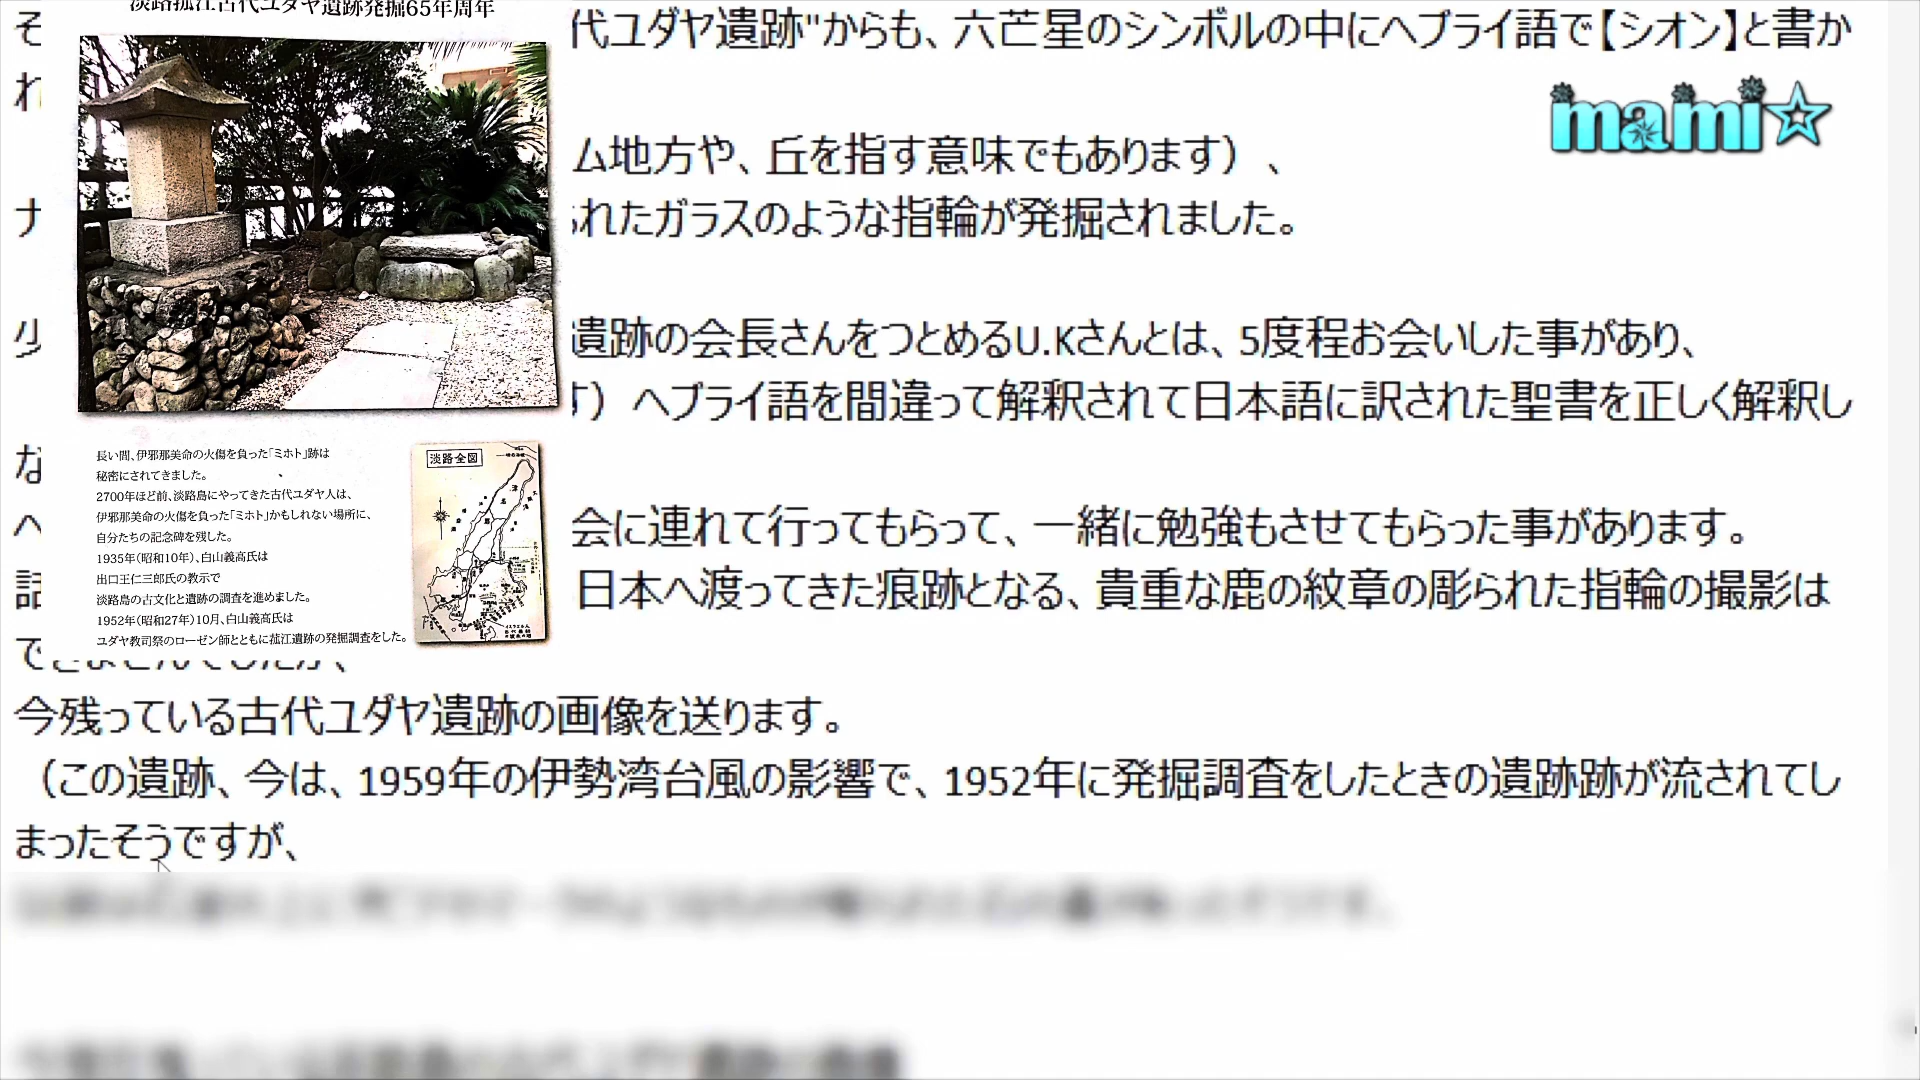 淡路菰江古代ユダヤ遺跡発掘65年周年
代ユダヤ遺跡"からも、六芒星のシンボルの中にヘブライ語で【シオン】と書か
れ
mami☆
ム地方や、丘を指す意味でもあります）、
ナ
られたガラスのような指輪が発掘されました。
少
遺跡の会長さんをつとめるU.Kさんとは、5度程お会いした事があり、
す）ヘブライ語を間違って解釈されて日本語に訳された聖書を正しく解釈し
な
長い間、伊邪那美命の火傷を負った「ミホト」跡は
秘密にされてきました。
2700年ほど前、淡路島にやってきた古代ユダヤ人は、
伊邪那美命の火傷を負った「ミホト」かもしれない場所に、
自分たちの記念碑を残した。
1935年（昭和10年）、白山義高氏は
出口王仁三郎氏の教示で
淡路島の古文化と遺跡の調査を進めました。
1952年（昭和27年）10月、白山義高氏は
ユダヤ教司祭のローゼン師とともに菰江遺跡の発掘調査をした。
淡路全図
へ
会に連れて行ってもらって、一緒に勉強もさせてもらった事があります。
話
日本へ渡ってきた痕跡となる、貴重な鹿の紋章の彫られた指輪の撮影は
できませんでしたが、
今残っている古代ユダヤ遺跡の画像を送ります。
（この遺跡、今は、1959年の伊勢湾台風の影響で、1952年に発掘調査をしたときの遺跡跡が流されてし
まったそうですが、